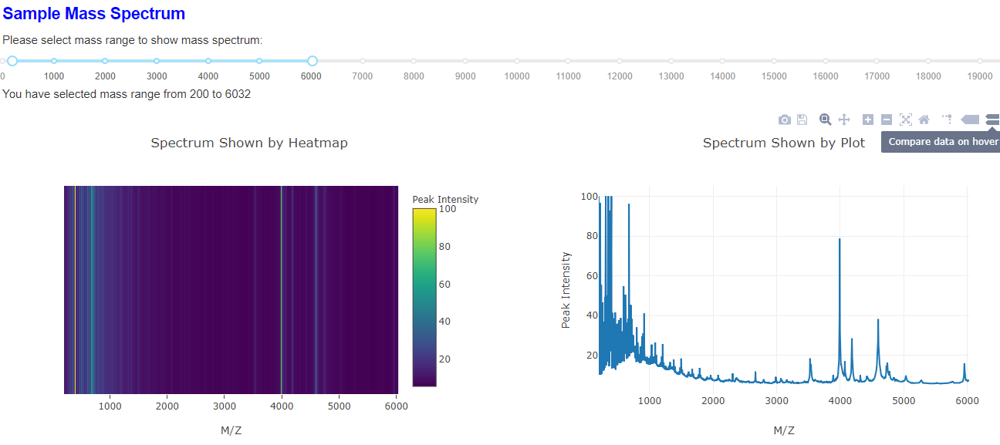 Sample Mass Spectrum
Please select mass range to show mass spectrum:
0 1000 2000 3000 4000 5000 6000 7000 8000 9000 10000 11000 12000 13000 14000 15000 16000 17000 18000 19000
You have selected mass range from 200 to 6032
Compare data on hover
Spectrum Shown by Heatmap
Peak Intensity
100
80
60
40
20
1000 2000 3000 4000 5000 6000
M/Z
Spectrum Shown by Plot
Peak Intensity
100
80
60
40
20
1000 2000 3000 4000 5000 6000
M/Z